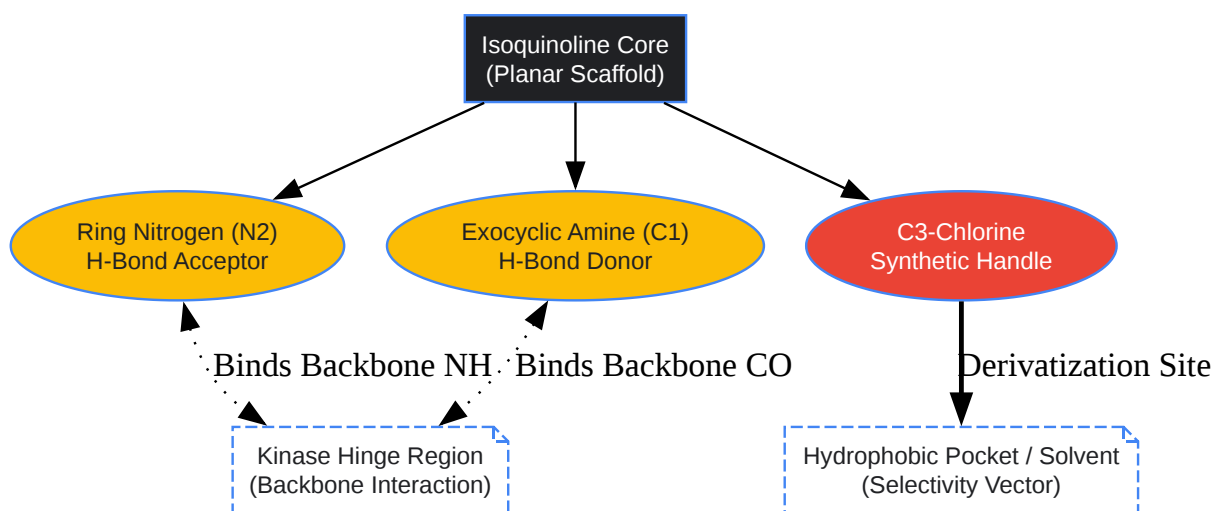 Isoquinoline Core
(Planar Scaffold)
Ring Nitrogen (N2)
H-Bond Acceptor
Exocyclic Amine (C1)
H-Bond Donor
C3-Chlorine
Synthetic Handle
Binds Backbone NH
Binds Backbone CO
Derivatization Site
Kinase Hinge Region
(Backbone Interaction)
Hydrophobic Pocket / Solvent
(Selectivity Vector)